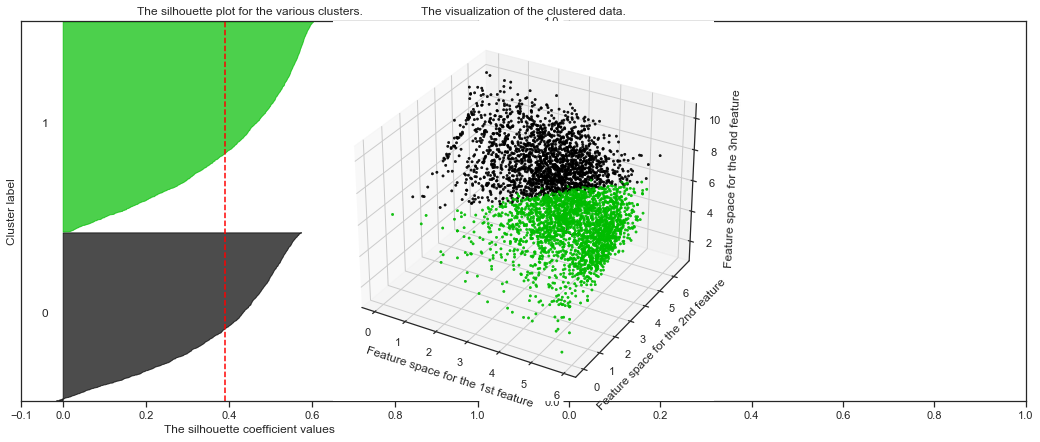 The silhouette plot for the various clusters.
The visualization of the clustered data.
Cluster label
1
0
−0.1 0.0 0.2 0.4 0.6 1.0
The silhouette coefficient values
0 1 2 3 4 5 6
Feature space for the 1st feature
0 1 2 3 4 5 6
Feature space for the 2nd feature
2 4 6 8 10
Feature space for the 3nd feature
0.0 0.2 0.4 0.6 0.8 1.0